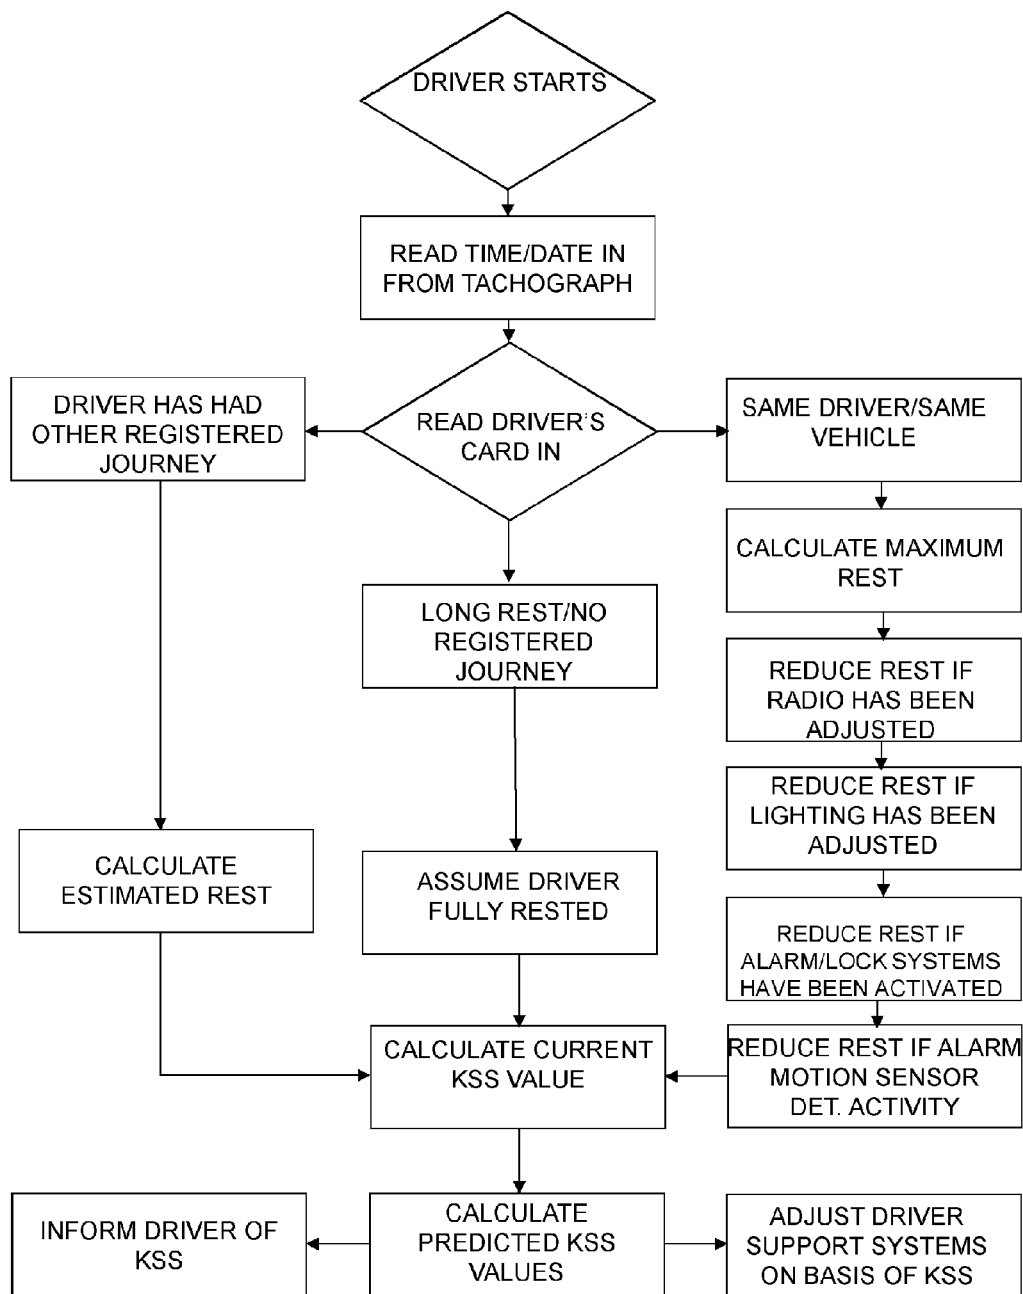 DRIVER STARTS
READ TIME/DATE IN
FROM TACHOGRAPH
READ DRIVER'S
CARD IN
DRIVER HAS HAD
OTHER REGISTERED
JOURNEY
CALCULATE
ESTIMATED REST
LONG REST/NO
REGISTERED
JOURNEY
ASSUME DRIVER
FULLY RESTED
SAME DRIVER/SAME
VEHICLE
CALCULATE MAXIMUM
REST
REDUCE REST IF
RADIO HAS BEEN
ADJUSTED
REDUCE REST IF
LIGHTING HAS BEEN
ADJUSTED
REDUCE REST IF
ALARM/LOCK SYSTEMS
HAVE BEEN ACTIVATED
REDUCE REST IF ALARM
MOTION SENSOR
DET. ACTIVITY
CALCULATE CURRENT
KSS VALUE
CALCULATE
PREDICTED KSS
VALUES
INFORM DRIVER OF
KSS
ADJUST DRIVER
SUPPORT SYSTEMS
ON BASIS OF KSS